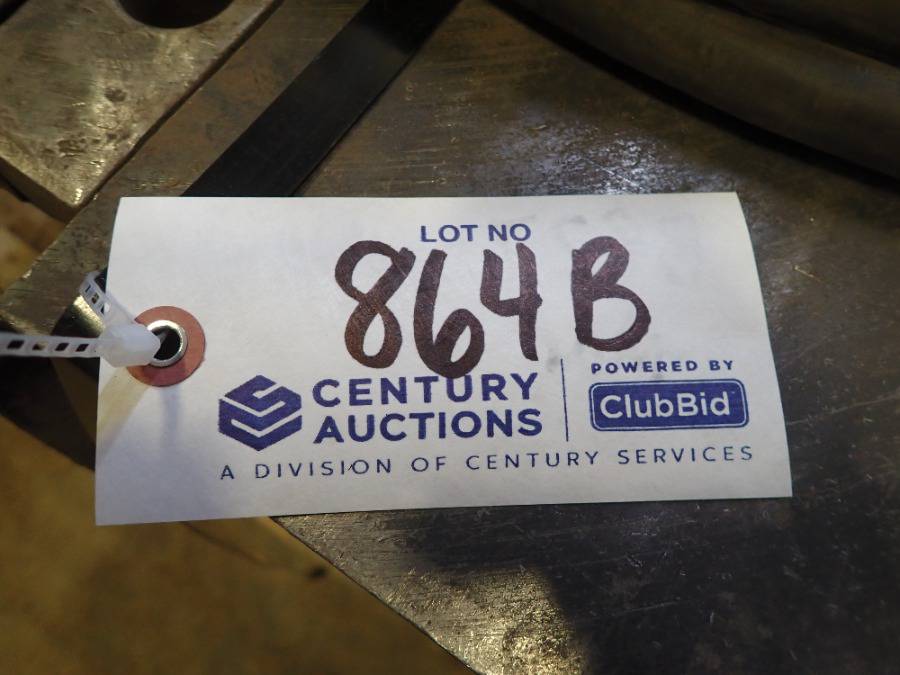 LOT NO
864B
CENTURY
AUCTIONS
POWERED BY
ClubBid
A DIVISION OF CENTURY SERVICES